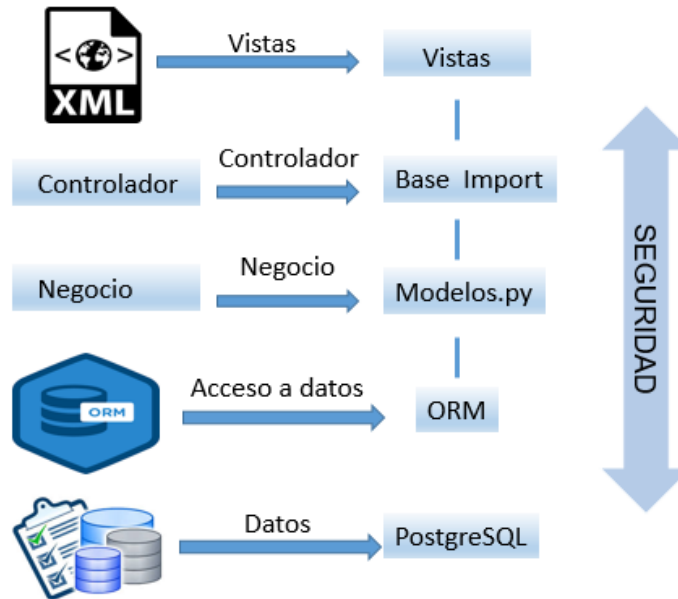 Vistas
Vistas
<>
XML
Controlador
Controlador
Base Import
Negocio
Negocio
Modelos.py
SEGURIDAD
Acceso a datos
ORM
ORM
Datos
PostgreSQL